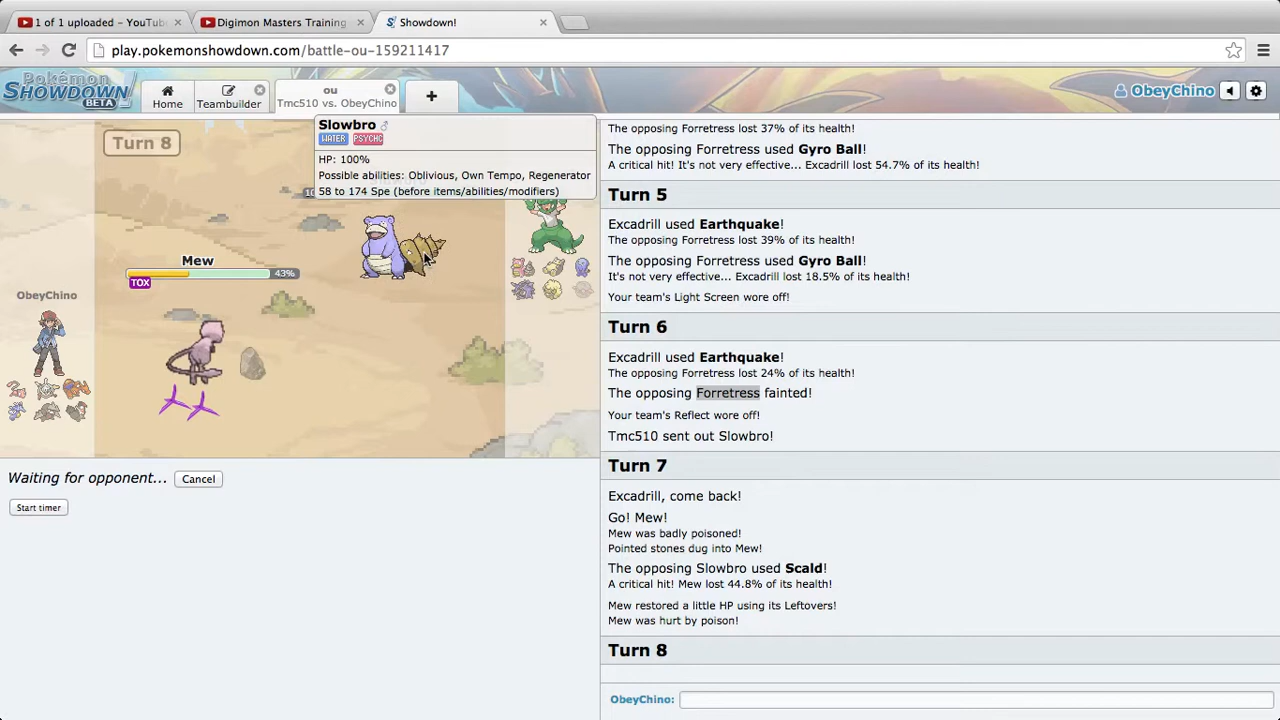 1 of 1 uploaded – YouTub
Digimon Masters Training
Showdown!
play.pokemonshowdown.com/battle-ou-159211417
Pokémon
Showdown
BETA
Home
Teambuilder
ou
Tmc510 vs. ObeyChino
ObeyChino
Turn 8
Slowbro
WATER PSYCHC
HP: 100%
Possible abilities: Oblivious, Own Tempo, Regenerator
58 to 174 Spe (before items/abilities/modifiers)
Mew
43%
TOX
ObeyChino
Waiting for opponent...
Cancel
Start timer
The opposing Forretress lost 37% of its health!
The opposing Forretress used Gyro Ball!
A critical hit! It's not very effective... Excadrill lost 54.7% of its health!
Turn 5
Excadrill used Earthquake!
The opposing Forretress lost 39% of its health!
The opposing Forretress used Gyro Ball!
It's not very effective... Excadrill lost 18.5% of its health!
Your team's Light Screen wore off!
Turn 6
Excadrill used Earthquake!
The opposing Forretress lost 24% of its health!
The opposing Forretress fainted!
Your team's Reflect wore off!
Tmc510 sent out Slowbro!
Turn 7
Excadrill, come back!
Go! Mew!
Mew was badly poisoned!
Pointed stones dug into Mew!
The opposing Slowbro used Scald!
A critical hit! Mew lost 44.8% of its health!
Mew restored a little HP using its Leftovers!
Mew was hurt by poison!
Turn 8
ObeyChino: